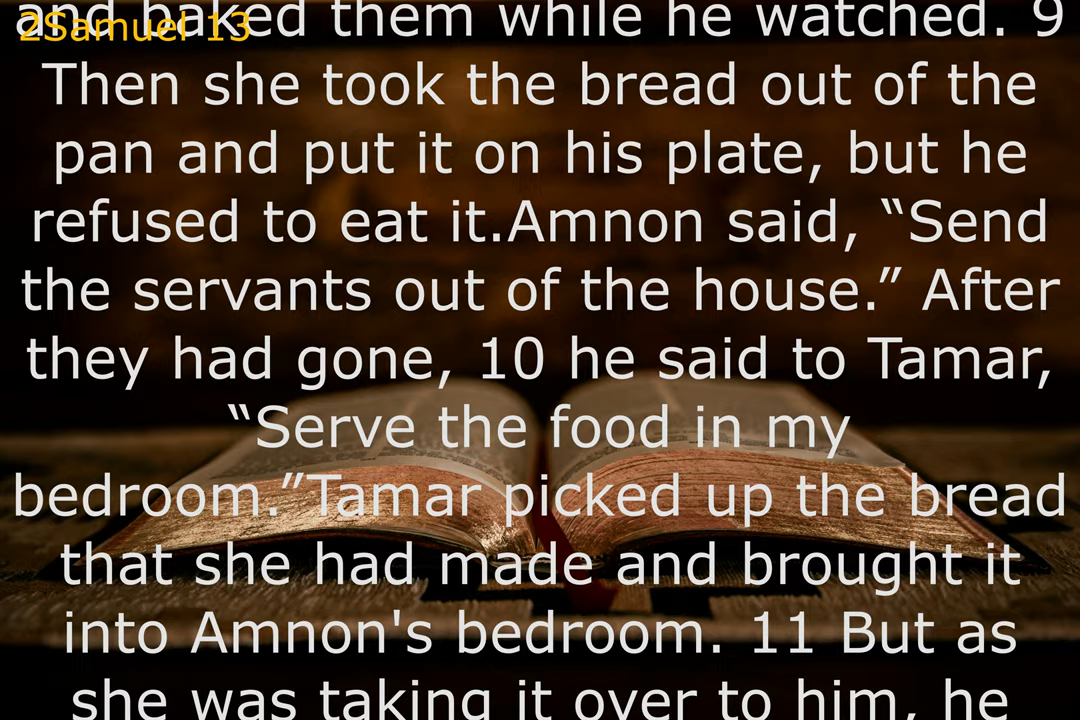 and baked them while he watched. 9
2Samuel 13
Then she took the bread out of the
pan and put it on his plate, but he
refused to eat it.Amnon said, “Send
the servants out of the house.” After
they had gone, 10 he said to Tamar,
“Serve the food in my
bedroom.”Tamar picked up the bread
that she had made and brought it
into Amnon's bedroom. 11 But as
she was taking it over to him, he